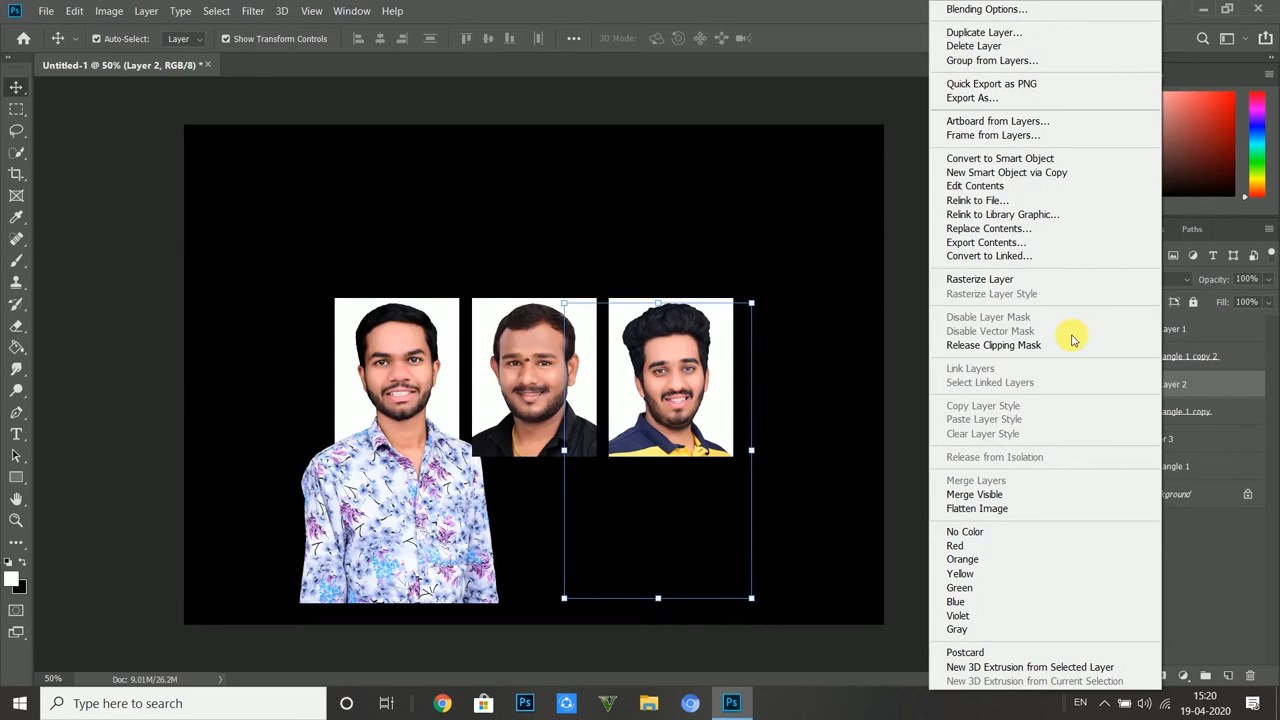 File Edit Image Layer Type Select Filter 3D View Window Help
Auto-Select: Layer Show Transform Controls 3D Mode:
Untitled-1 @ 50% (Layer 2, RGB/8) *
Blending Options...
Duplicate Layer...
Delete Layer
Group from Layers...
Quick Export as PNG
Export As...
Artboard from Layers...
Frame from Layers...
Convert to Smart Object
New Smart Object via Copy
Edit Contents
Relink to File...
Relink to Library Graphic...
Replace Contents...
Export Contents...
Convert to Linked...
Rasterize Layer
Rasterize Layer Style
Disable Layer Mask
Disable Vector Mask
Release Clipping Mask
Link Layers
Select Linked Layers
Copy Layer Style
Paste Layer Style
Clear Layer Style
Release from Isolation
Merge Layers
Merge Visible
Flatten Image
No Color
Red
Orange
Yellow
Green
Blue
Violet
Gray
Postcard
New 3D Extrusion from Selected Layer
New 3D Extrusion from Current Selection
Paths
Opacity: 100%
Fill: 100%
ayer 1
angle 1 copy 2
ayer 2
angle 1 copy
r 3
angle 1
ground
50% Doc: 9.01M/26.2M
Type here to search
EN
15:20
19-04-2020